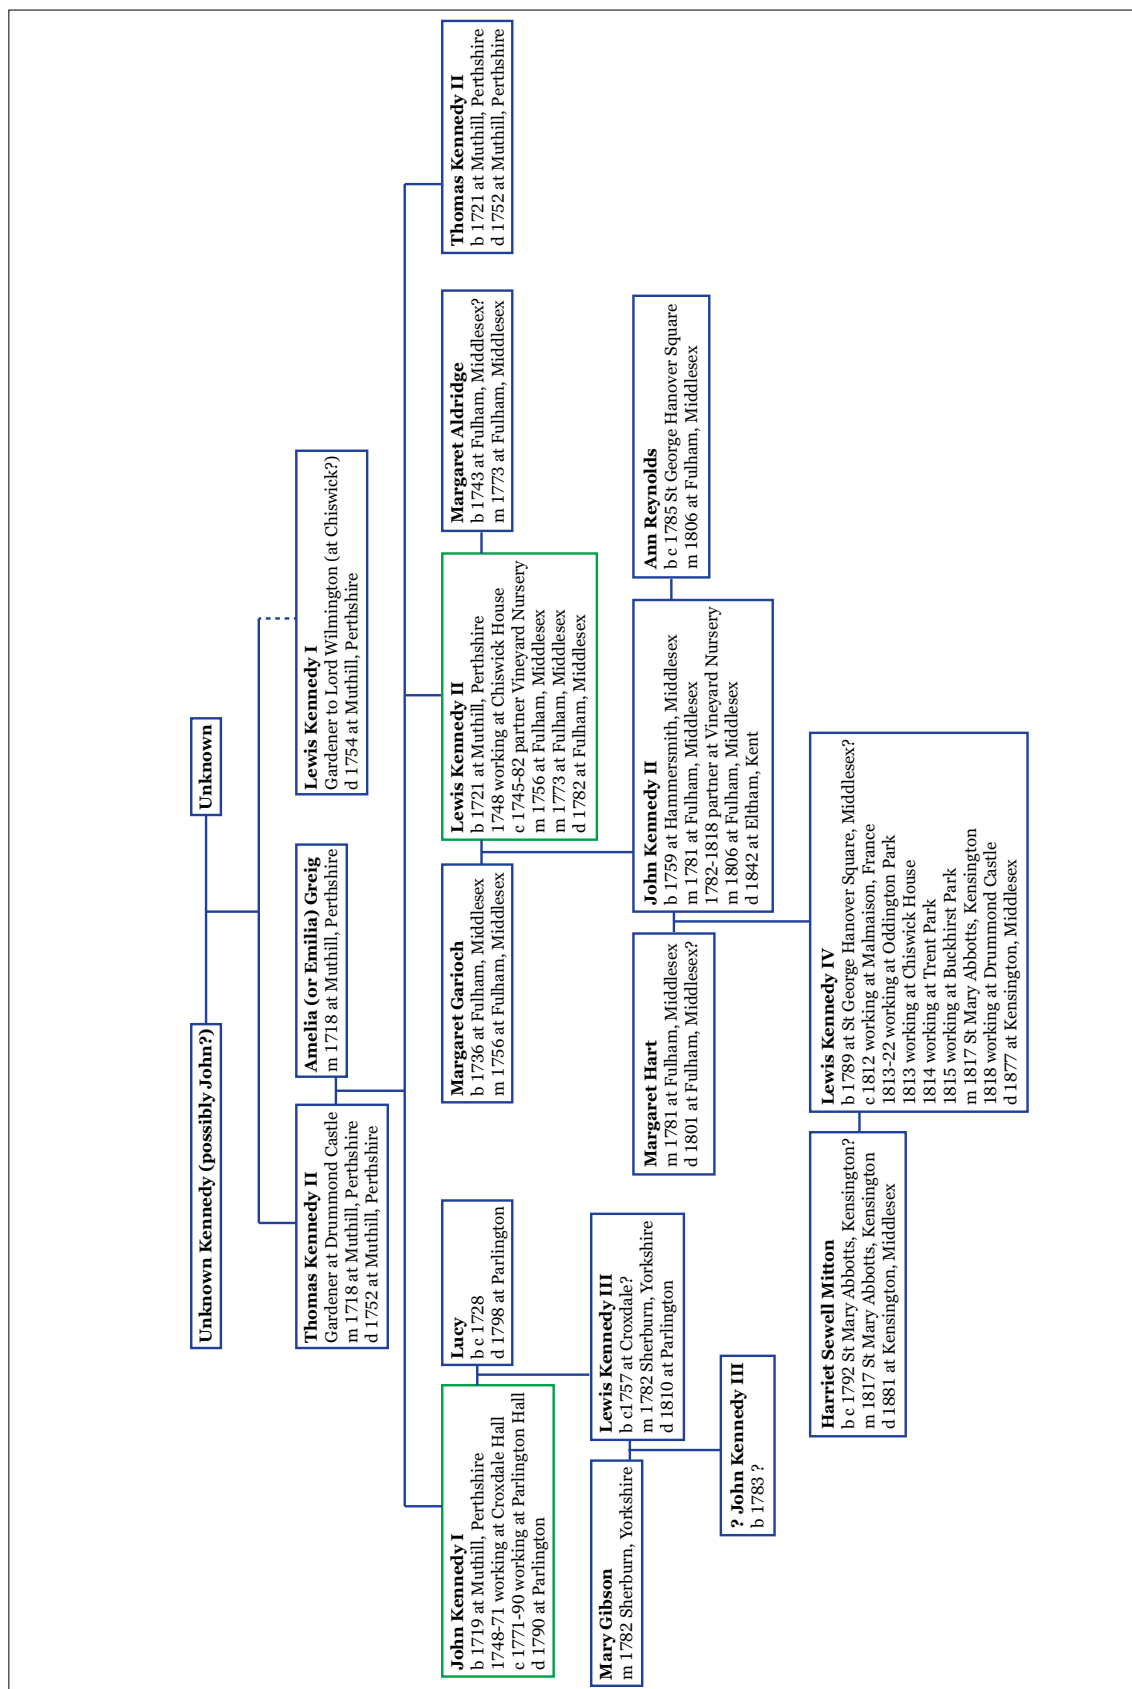 Unknown Kennedy (possibly John?)
Unknown
Thomas Kennedy II
Gardener at Drummond Castle
m 1718 at Muthill, Perthshire
d 1752 at Muthill, Perthshire
Amelia (or Emilia) Greig
m 1718 at Muthill, Perthshire
Lewis Kennedy I
Gardener to Lord Wilmington (at Chiswick?)
d 1754 at Muthill, Perthshire
John Kennedy I
b 1719 at Muthill, Perthshire
1748-71 working at Croxdale Hall
c 1771-90 working at Parlington Hall
d 1790 at Parlington
Lucy
b c 1728
d 1798 at Parlington
Margaret Garioch
b 1736 at Fulham, Middlesex
m 1756 at Fulham, Middlesex
Lewis Kennedy II
b 1721 at Muthill, Perthshire
1748 working at Chiswick House
c 1745-82 partner Vineyard Nursery
m 1756 at Fulham, Middlesex
m 1773 at Fulham, Middlesex
d 1782 at Fulham, Middlesex
Margaret Aldridge
b 1743 at Fulham, Middlesex?
m 1773 at Fulham, Middlesex
Thomas Kennedy II
b 1721 at Muthill, Perthshire
d 1752 at Muthill, Perthshire
Mary Gibson
m 1782 Sherburn, Yorkshire
Lewis Kennedy III
b c1757 at Croxdale?
m 1782 Sherburn, Yorkshire
d 1810 at Parlington
Margaret Hart
m 1781 at Fulham, Middlesex
d 1801 at Fulham, Middlesex?
John Kennedy II
b 1759 at Hammersmith, Middlesex
m 1781 at Fulham, Middlesex
1782-1818 partner at Vineyard Nursery
m 1806 at Fulham, Middlesex
d 1842 at Eltham, Kent
Ann Reynolds
b c 1785 St George Hanover Square
m 1806 at Fulham, Middlesex
? John Kennedy III
b 1783 ?
Harriet Sewell Mitton
b c 1792 St Mary Abbotts, Kensington?
m 1817 St Mary Abbotts, Kensington
d 1881 at Kensington, Middlesex
Lewis Kennedy IV
b 1789 at St George Hanover Square, Middlesex?
c 1812 working at Malmaison, France
1813-22 working at Oddington Park
1813 working at Chiswick House
1814 working at Trent Park
1815 working at Buckhirst Park
m 1817 St Mary Abbotts, Kensington
1818 working at Drummond Castle
d 1877 at Kensington, Middlesex